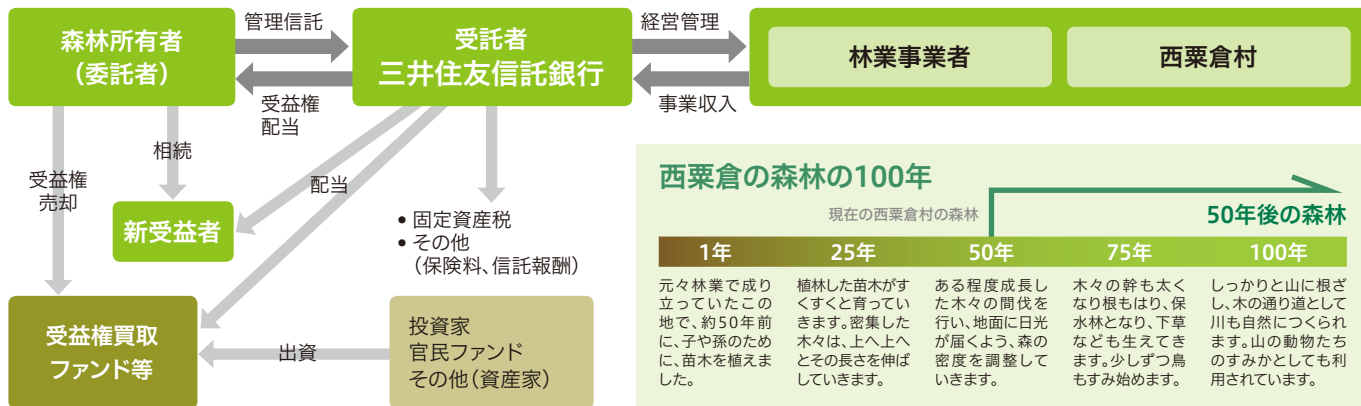 森林所有者
（委託者）
管理信託
受益権
配当
受託者
三井住友信託銀行
経営管理
事業収入
林業事業者
西粟倉村
受益権
売却
相続
配当
新受益者
• 固定資産税
• その他
（保険料、信託報酬）
受益権買取
ファンド等
出資
投資家
官民ファンド
その他（資産家）
西粟倉の森林の100年
現在の西粟倉村の森林
50年後の森林
1年
元々林業で成り
立っていたこの
地で、約50年前
に、子や孫のため
に、苗木を植えま
した。
25年
植林した苗木がす
くすくと育ってい
きます。密集した
木々は、上へ上へ
とその長さを伸ば
していきます。
50年
ある程度成長し
た木々の間伐を
行い、地面に日光
が届くよう、森の
密度を調整して
いきます。
75年
木々の幹も太く
なり根もはり、保
水林となり、下草
なども生えてき
ます。少しずつ鳥
もすみ始めます。
100年
しっかりと山に根ざ
し、木の通り道として
川も自然につくられ
ます。山の動物たち
のすみかとしても利
用されています。